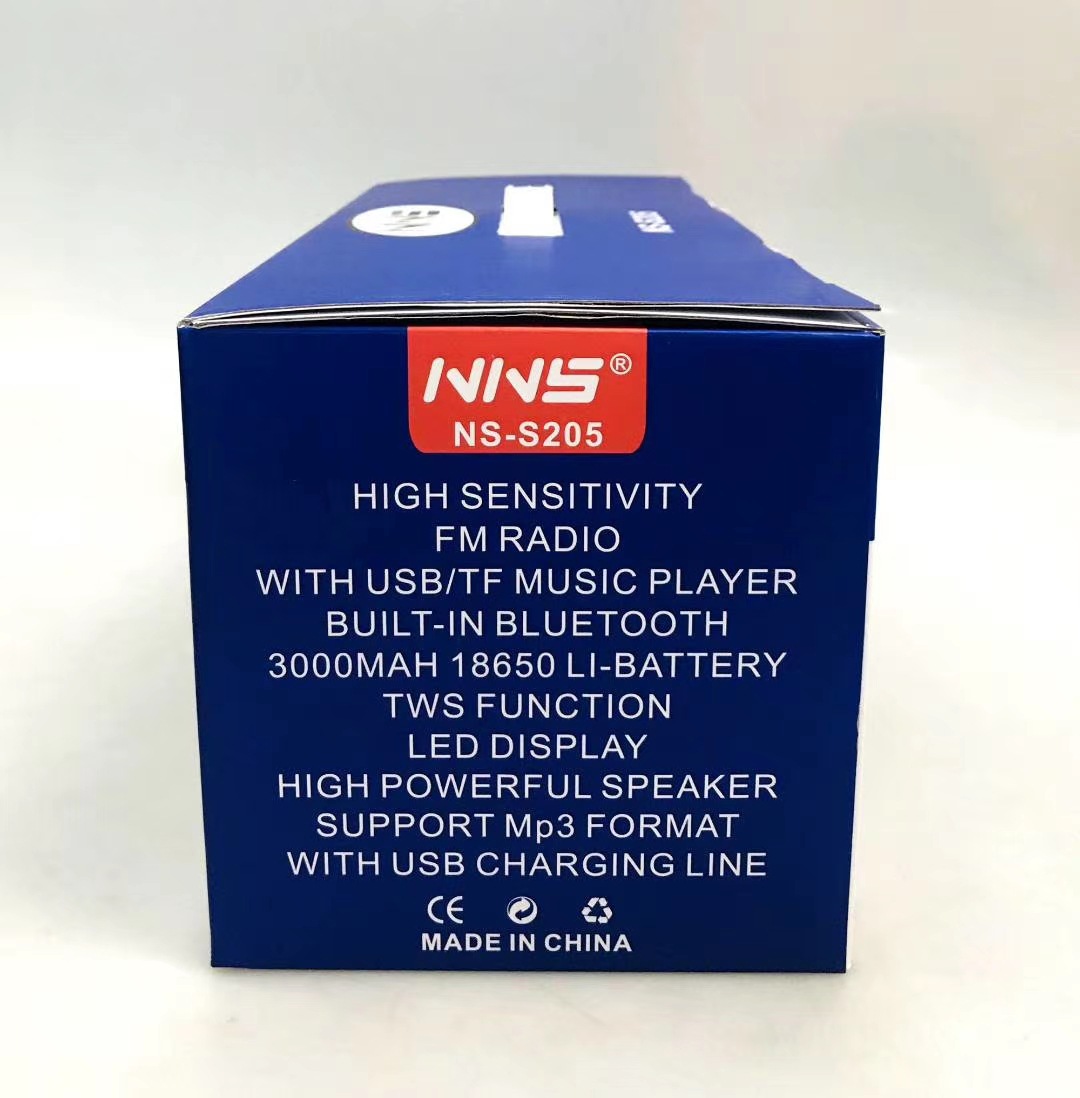 NNS®
NS-S205
HIGH SENSITIVITY
FM RADIO
WITH USB/TF MUSIC PLAYER
BUILT-IN BLUETOOTH
3000MAH 18650 LI-BATTERY
TWS FUNCTION
LED DISPLAY
HIGH POWERFUL SPEAKER
SUPPORT Mp3 FORMAT
WITH USB CHARGING LINE
CE
MADE IN CHINA